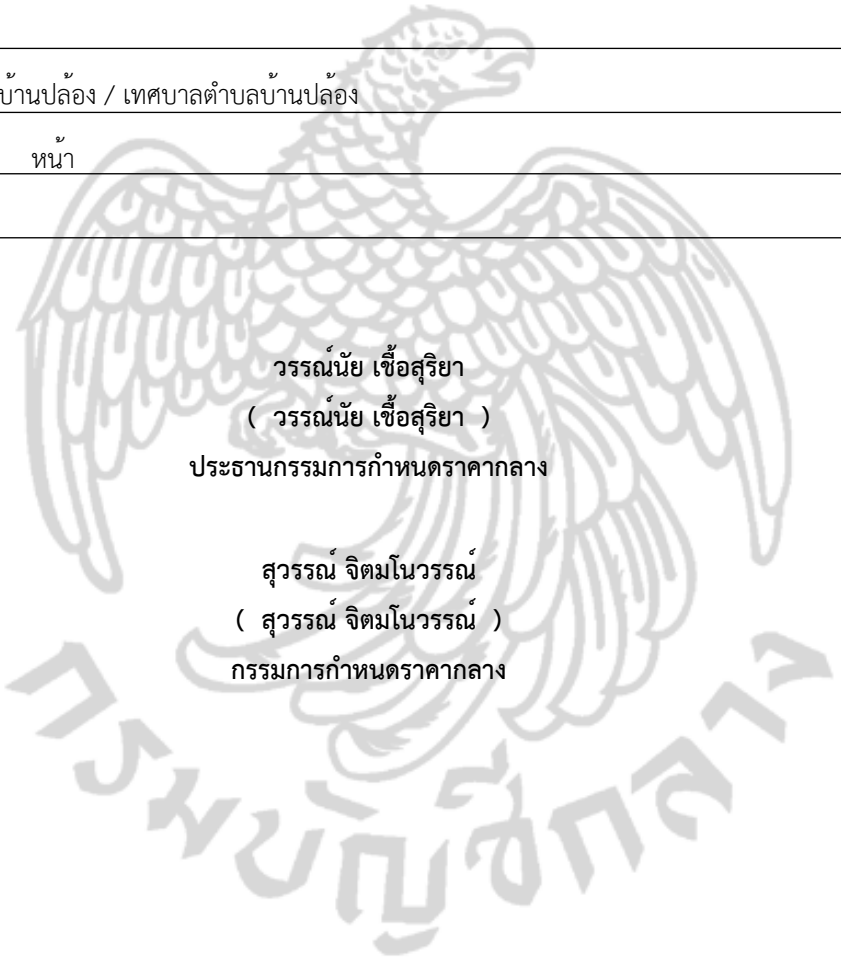 บ้านปล้อง / เทศบาลตำบลบ้านปล้อง
หน้า
วรรณ์นัย เชื้อสุริยา
( วรรณ์นัย เชื้อสุริยา )
ประธานกรรมการกำหนดราคากลาง
สุวรรณ์ จิตมโนวรรณ์
( สุวรรณ์ จิตมโนวรรณ์ )
กรรมการกำหนดราคากลาง
กรมบัญชีกลาง